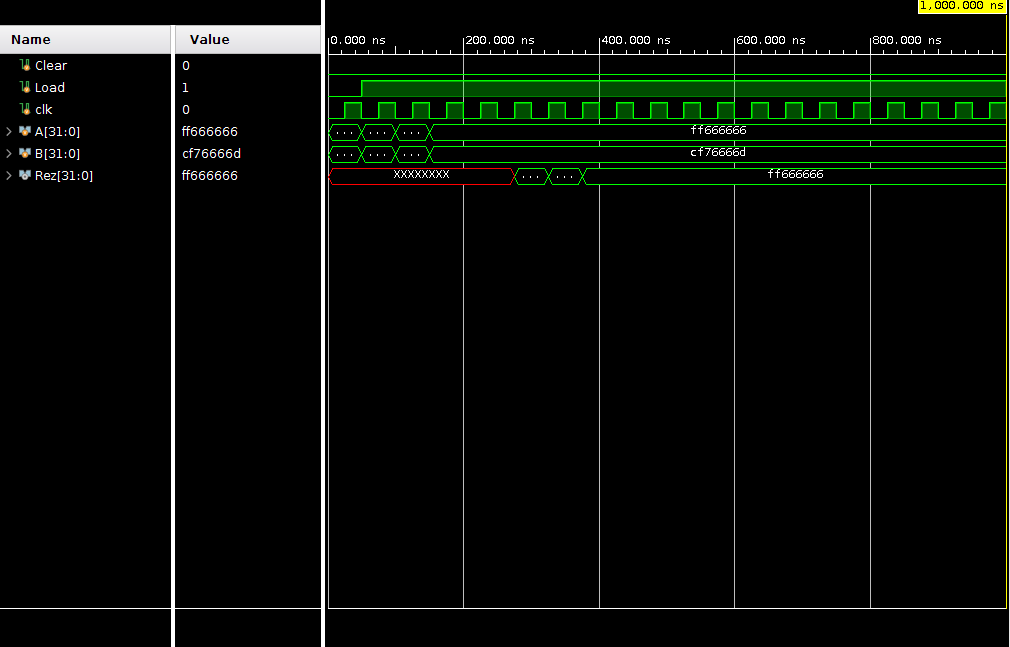 1,000.000 ns
Name Value
0.000 ns 200.000 ns 400.000 ns 600.000 ns 800.000 ns
Clear 0
Load 1
clk 0
A[31:0] ff666666 ... ... ... ff666666
B[31:0] cf76666d ... ... ... cf76666d
Rez[31:0] ff666666 XXXXXXXX ... ... ff666666